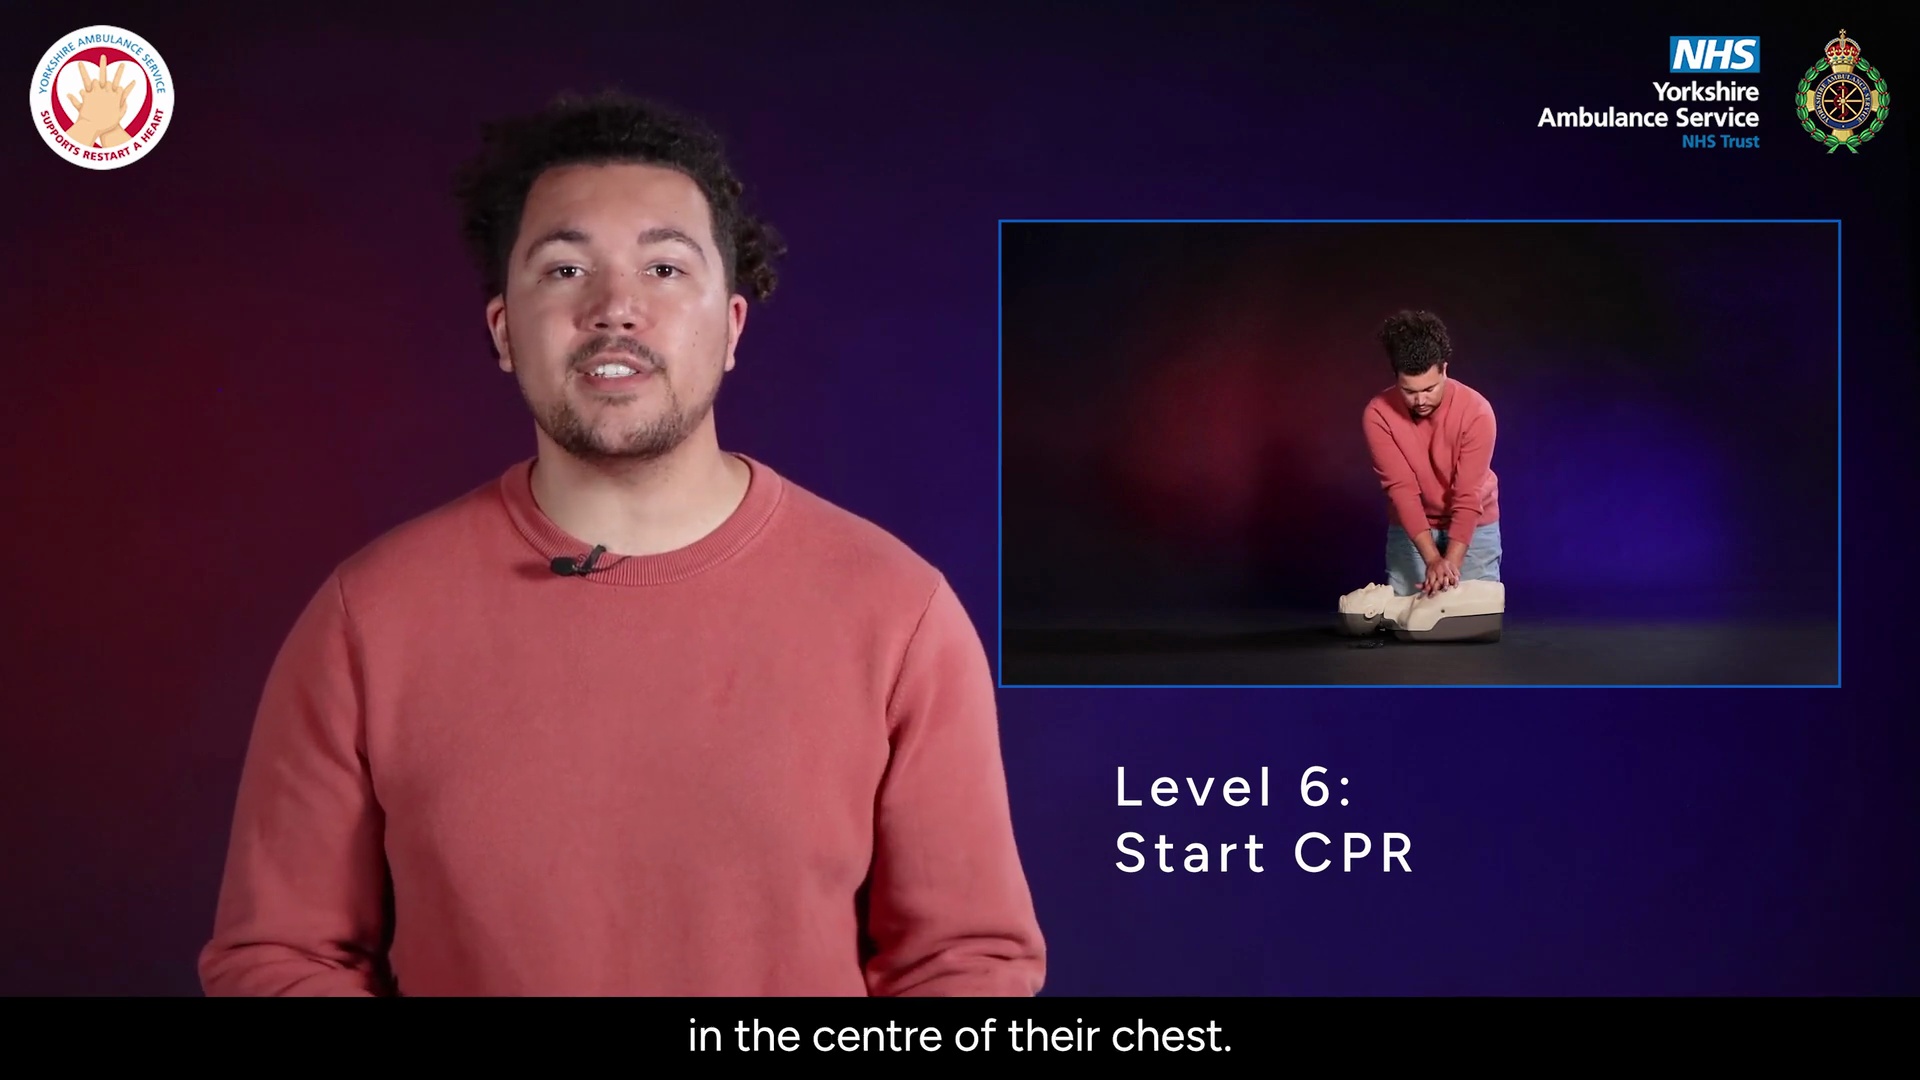 YORKSHIRE AMBULANCE SERVICE
SUPPORTS RESTART A HEART
NHS
Yorkshire
Ambulance Service
NHS Trust
Level 6:
Start CPR
in the centre of their chest.